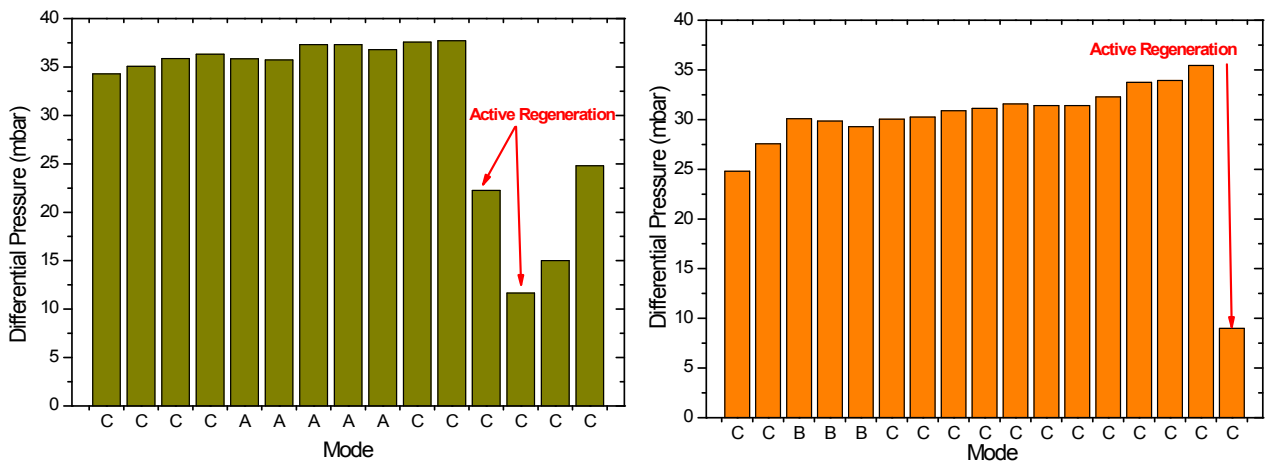 40
35
30
25
20
15
10
5
0
Differential Pressure (mbar)
Active Regeneration
C C C C A A A A A C C C C C C
Mode
40
35
30
25
20
15
10
5
0
Differential Pressure (mbar)
Active Regeneration
C C B B B C C C C C C C C C C C C
Mode